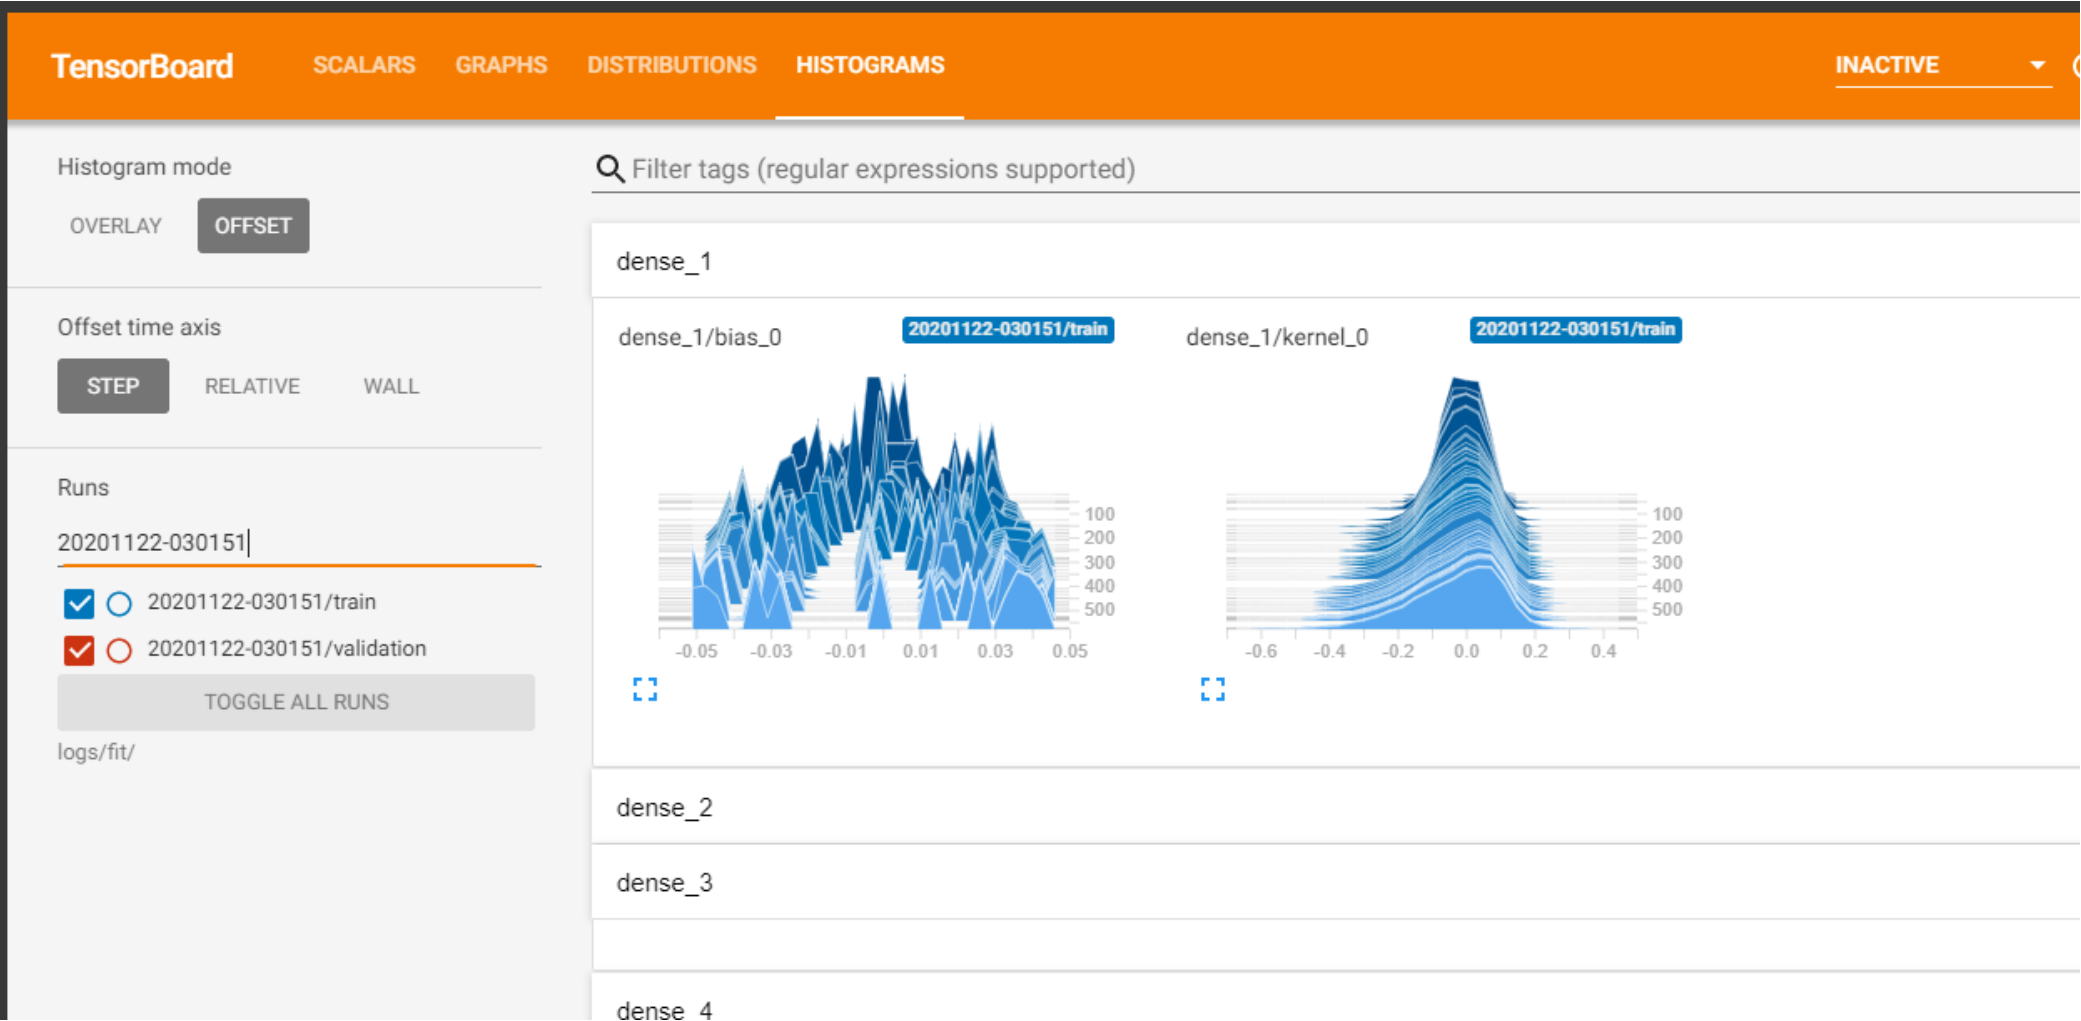 TensorBoard SCALARS GRAPHS DISTRIBUTIONS HISTOGRAMS INACTIVE
Histogram mode
OVERLAY OFFSET
Offset time axis
STEP RELATIVE WALL
Runs
20201122-030151
20201122-030151/train
20201122-030151/validation
TOGGLE ALL RUNS
logs/fit/
Filter tags (regular expressions supported)
dense_1
dense_1/bias_0 20201122-030151/train
100
200
300
400
500
-0.05 -0.03 -0.01 0.01 0.03 0.05
dense_1/kernel_0 20201122-030151/train
100
200
300
400
500
-0.6 -0.4 -0.2 0.0 0.2 0.4
dense_2
dense_3
dense_4